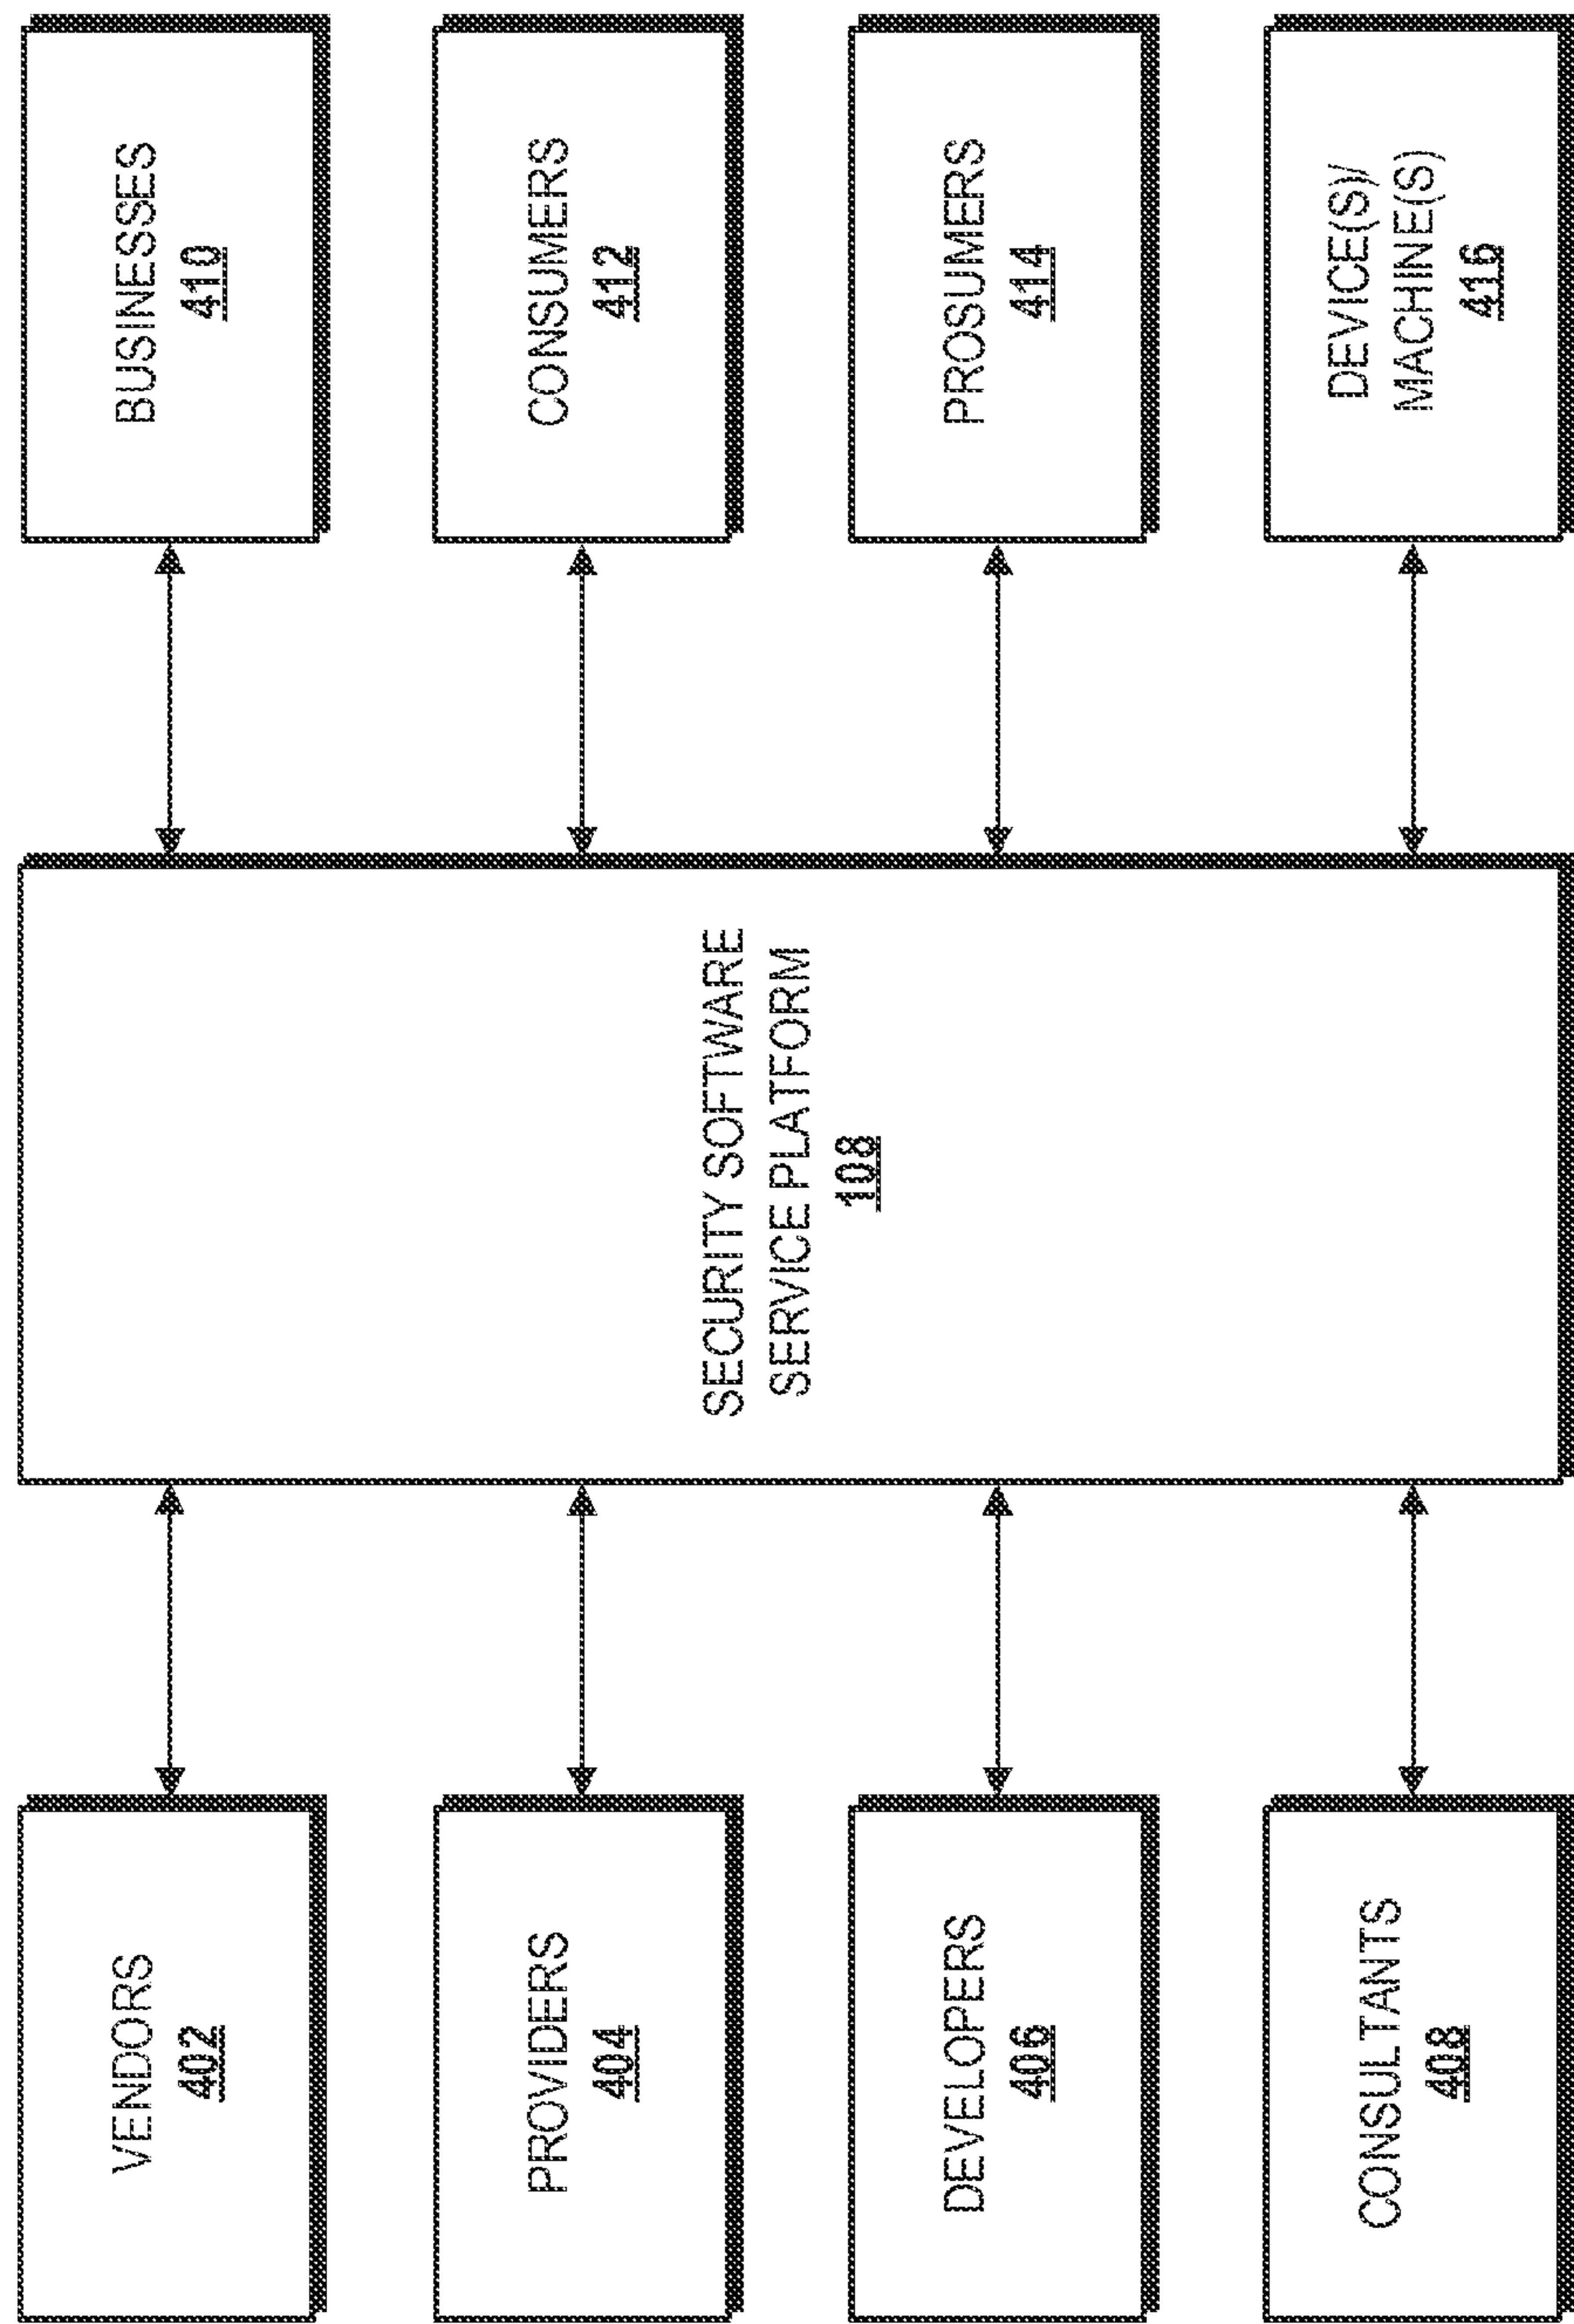 VENDORS
402
PROVIDERS
404
DEVELOPERS
406
CONSULTANTS
408
SECURITY SOFTWARE
SERVICE PLATFORM
108
BUSINESSES
410
CONSUMERS
412
PROSUMERS
414
DEVICE(S)/
MACHINE(S)
416